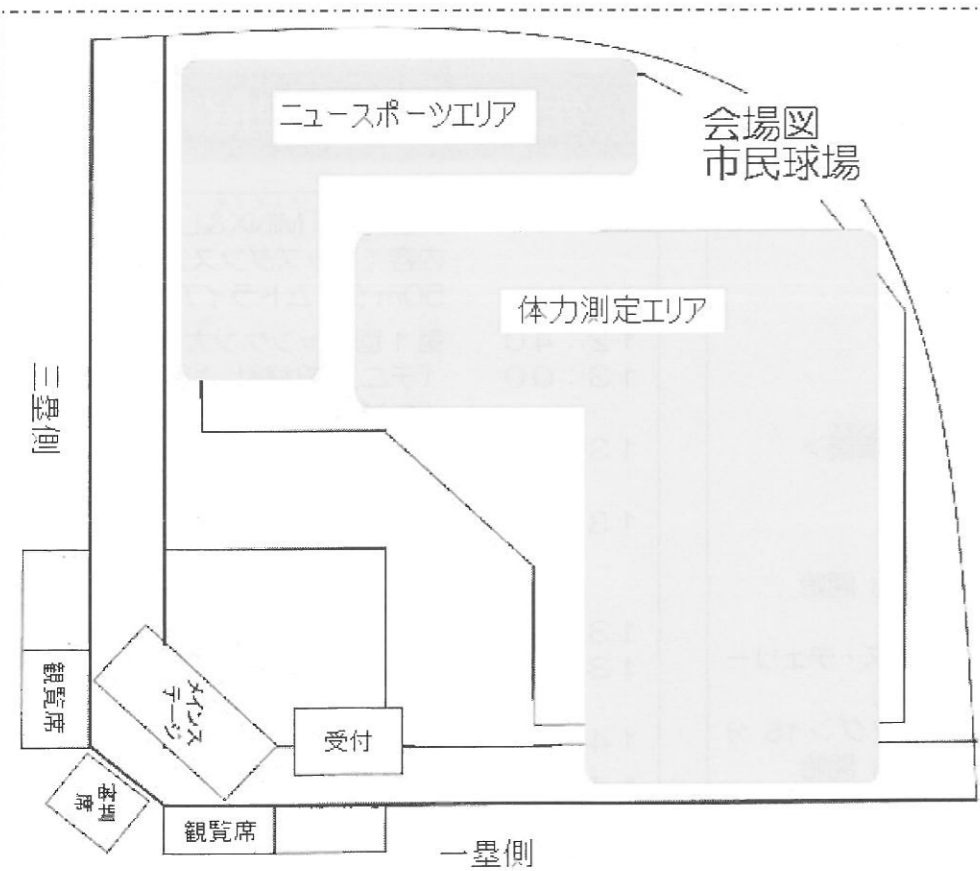 会場図
市民球場
ニュースポーツエリア
体力測定エリア
三塁側
観覧席
メインス
テージ
受付
審判
席
観覧席
一塁側